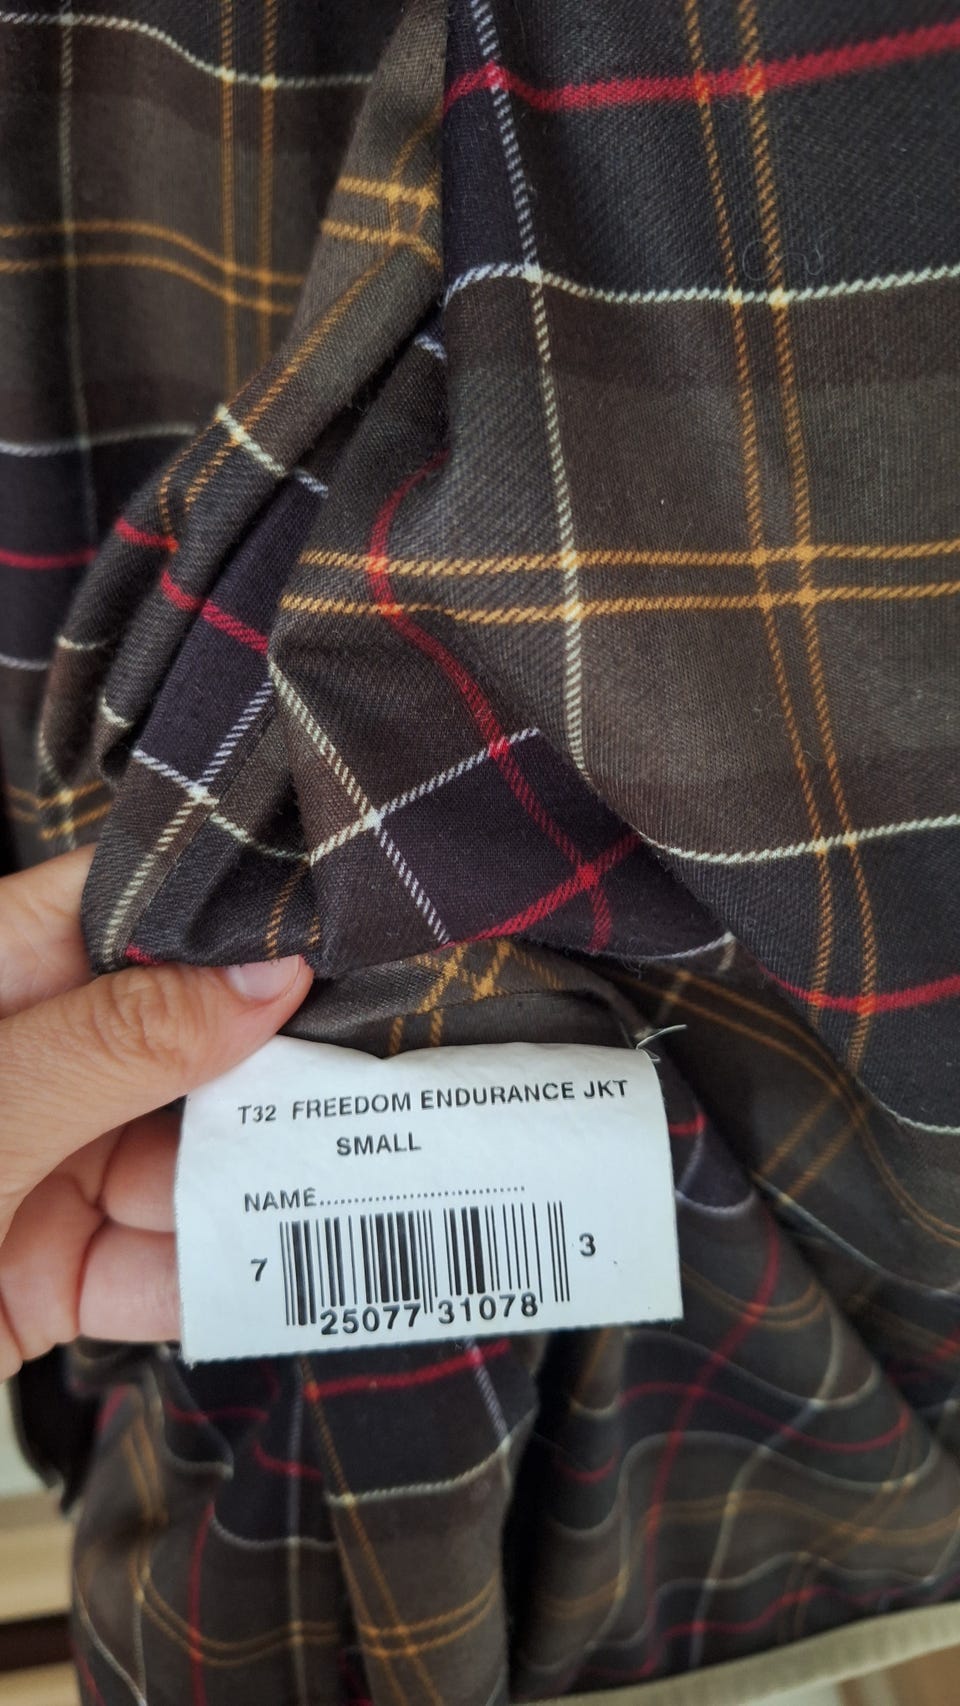 T32 FREEDOM ENDURANCE JKT
SMALL
NAME................................
7 25077 31078 3